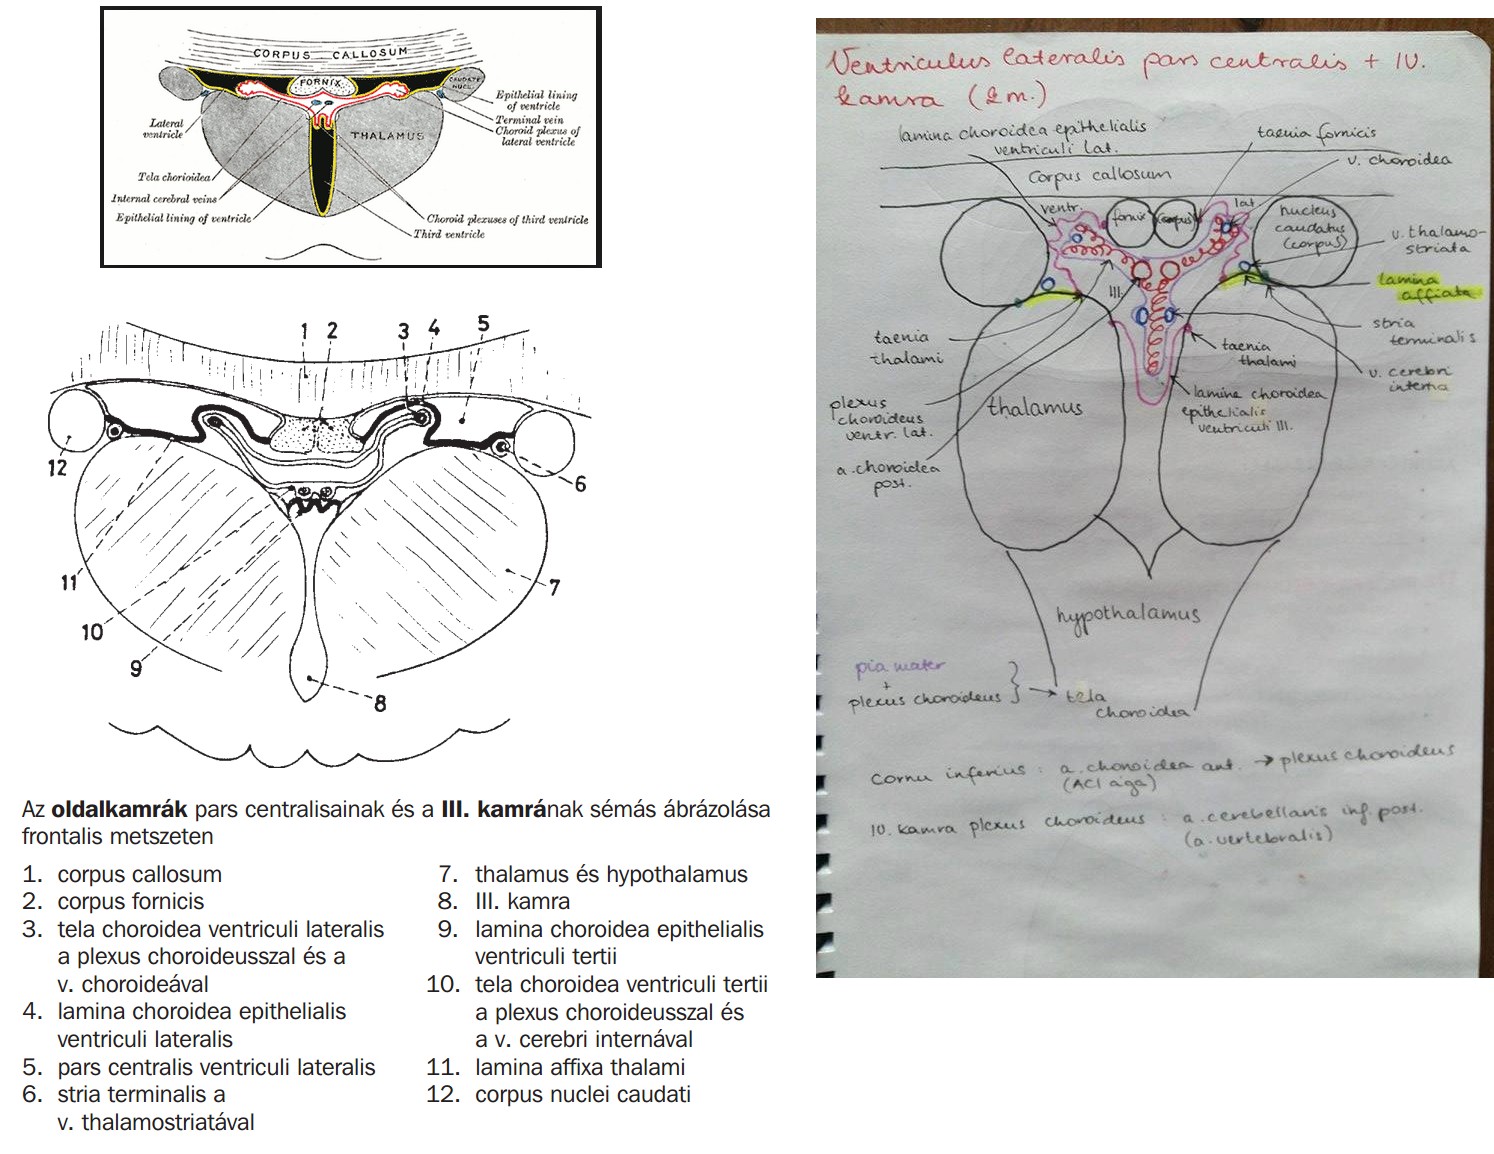 CORPUS CALLOSUM
FORNIX
CAUDATE
NUCL.
THALAMUS
Lateral
ventricle
Tela chorioidea
Internal cerebral veins
Epithelial lining of ventricle
Epithelial lining
of ventricle
Terminal vein
Choroid plexus of
lateral ventricle
Choroid plexuses of third ventricle
Third ventricle
1 2 3 4 5
12
6
11
7
10
9
8
Az oldalkamrák pars centralisainak és a III. kamrának sémás ábrázolása
frontalis metszeten
1. corpus callosum
2. corpus fornicis
3. tela choroidea ventriculi lateralis
a plexus choroideusszal és a
v. choroideával
4. lamina choroidea epithelialis
ventriculi lateralis
5. pars centralis ventriculi lateralis
6. stria terminalis a
v. thalamostriatával
7. thalamus és hypothalamus
8. III. kamra
9. lamina choroidea epithelialis
ventriculi tertii
10. tela choroidea ventriculi tertii
a plexus choroideusszal és
a v. cerebri internával
11. lamina affixa thalami
12. corpus nuclei caudati
Ventriculus lateralis pars centralis + IV.
kamra (2m.)
lamina choroidea epithelialis
ventriculi lat.
taenia fornicis
v. choroidea
Corpus callosum
ventr.
fornix
(corpus)
lat
nucleus
caudatus
(corpus)
v. thalamo-
striata
lamina
affixata
III.
stria
terminalis
taenia
thalami
taenia
thalami
v. cerebri
interna
plexus
choroideus
ventr. lat.
thalamus
lamina choroidea
epithelialis
ventriculi III.
a. choroidea
post.
hypothalamus
pia mater
+
plexus choroideus } → tela
choroidea
Cornu inferius : a. choroidea ant. → plexus choroideus
(ACI ága)
IV. kamra plexus choroideus : a. cerebellaris inf. post.
(a. vertebralis)